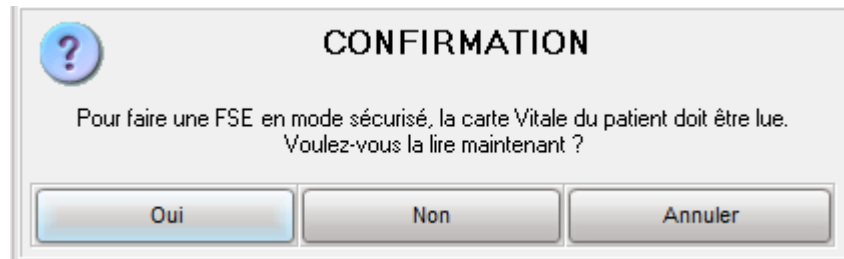 CONFIRMATION
Pour faire une FSE en mode sécurisé, la carte Vitale du patient doit être lue.
Voulez-vous la lire maintenant ?
Oui
Non
Annuler